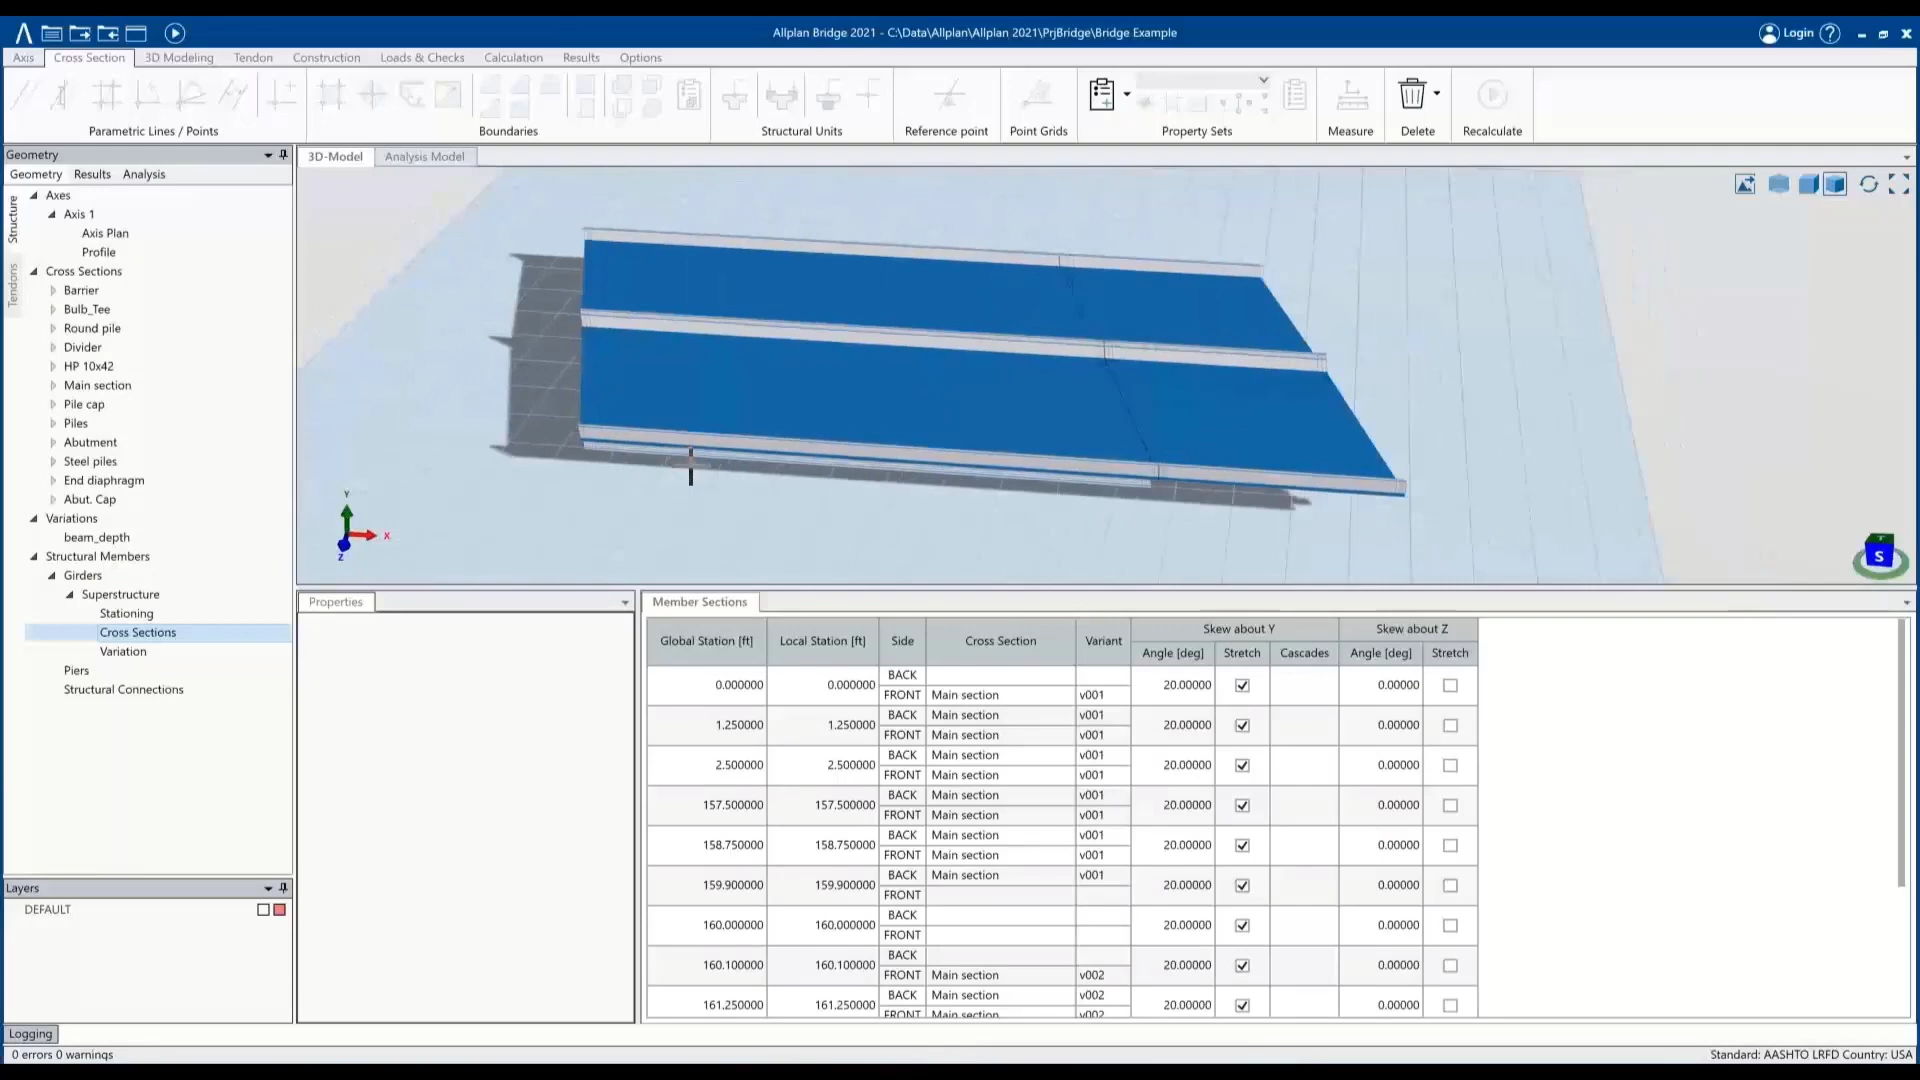 Allplan Bridge 2021 - C:\Data\Allplan\Allplan 2021\PrjBridge\Bridge Example
Login
Axis Cross Section 3D Modeling Tendon Construction Loads & Checks Calculation Results Options
Parametric Lines / Points Boundaries Structural Units Reference point Point Grids Property Sets Measure Delete Recalculate
Geometry
Geometry Results Analysis
Structure
Tendons
Axes
Axis 1
Axis Plan
Profile
Cross Sections
Barrier
Bulb_Tee
Round pile
Divider
HP 10x42
Main section
Pile cap
Piles
Abutment
Steel piles
End diaphragm
Abut. Cap
Variations
beam_depth
Structural Members
Girders
Superstructure
Stationing
Cross Sections
Variation
Piers
Structural Connections
Layers
DEFAULT
3D-Model Analysis Model
Y
X
Z
S
Properties
Member Sections
Global Station [ft] Local Station [ft] Side Cross Section Variant Skew about Y Skew about Z
Angle [deg] Stretch Cascades Angle [deg] Stretch
0.000000 0.000000 BACK 20.00000 0.00000
FRONT Main section v001
1.250000 1.250000 BACK Main section v001 20.00000 0.00000
FRONT Main section v001
2.500000 2.500000 BACK Main section v001 20.00000 0.00000
FRONT Main section v001
157.500000 157.500000 BACK Main section v001 20.00000 0.00000
FRONT Main section v001
158.750000 158.750000 BACK Main section v001 20.00000 0.00000
FRONT Main section v001
159.900000 159.900000 BACK Main section v001 20.00000 0.00000
FRONT
160.000000 160.000000 BACK 20.00000 0.00000
FRONT
160.100000 160.100000 BACK 20.00000 0.00000
FRONT Main section v002
161.250000 161.250000 BACK Main section v002 20.00000 0.00000
FRONT Main section v002
Logging
0 errors 0 warnings
Standard: AASHTO LRFD Country: USA